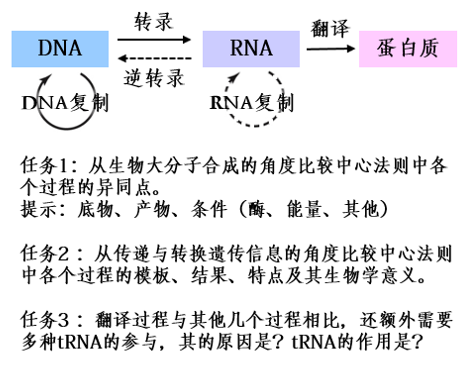 转录
翻译
DNA
RNA
蛋白质
逆转录
DNA复制
RNA复制
任务1：从生物大分子合成的角度比较中心法则中各
个过程的异同点。
提示：底物、产物、条件（酶、能量、其他）
任务2：从传递与转换遗传信息的角度比较中心法则
中各个过程的模板、结果、特点及其生物学意义。
任务3：翻译过程与其他几个过程相比，还额外需要
多种tRNA的参与，其的原因是？tRNA的作用是？